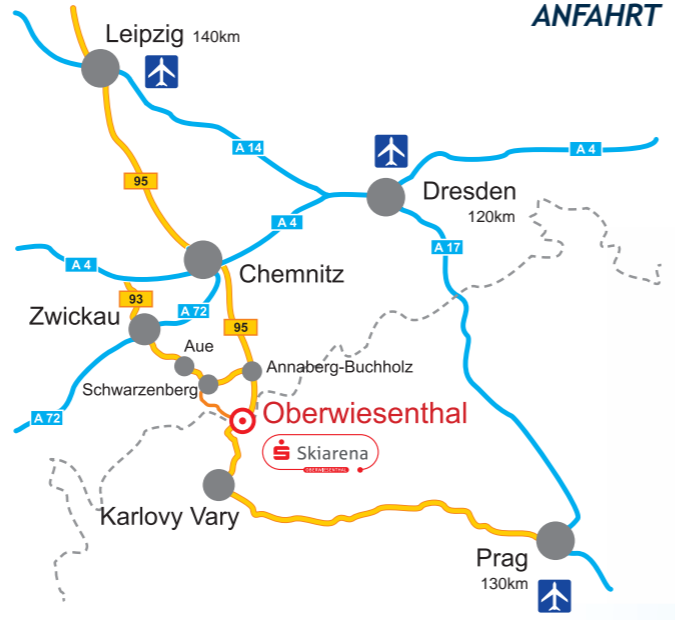 ANFAHRT
Leipzig 140km
A 14
A 4
95
Dresden
120km
A 4
A 17
A 4
Chemnitz
93
Zwickau
A 72
95
Aue
Annaberg-Buchholz
Schwarzenberg
A 72
Oberwiesenthal
Skiarena
OBERWIESENTHAL
Karlovy Vary
Prag
130km